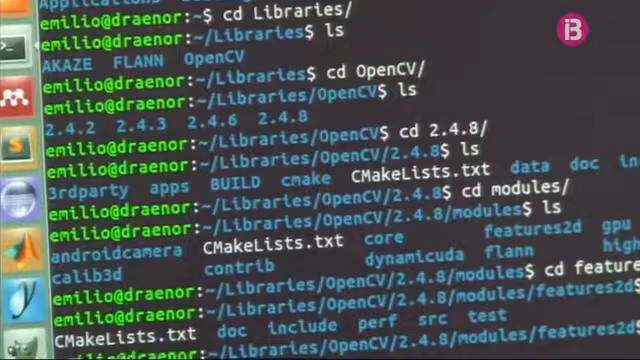 Applications
emilio@draenor:~$ cd Libraries/
emilio@draenor:~/Libraries$ ls
AKAZE FLANN OpenCV
emilio@draenor:~/Libraries$ cd OpenCV/
emilio@draenor:~/Libraries/OpenCV$ ls
2.4.2 2.4.3 2.4.6 2.4.8
emilio@draenor:~/Libraries/OpenCV$ cd 2.4.8/
emilio@draenor:~/Libraries/OpenCV/2.4.8$ ls
3rdparty apps BUILD cmake CMakeLists.txt data doc in
emilio@draenor:~/Libraries/OpenCV/2.4.8$ cd modules/
emilio@draenor:~/Libraries/OpenCV/2.4.8/modules$ ls
androidcamera CMakeLists.txt core features2d gpu
calib3d contrib dynamicuda flann high
emilio@draenor:~/Libraries/OpenCV/2.4.8/modules$ cd feature
emilio@draenor:~/Libraries/OpenCV/2.4.8/modules/features2d$
CMakeLists.txt doc include perf src test
emilio@draenor:~/Libraries/OpenCV/2.4.8/modules/features2d$
IB